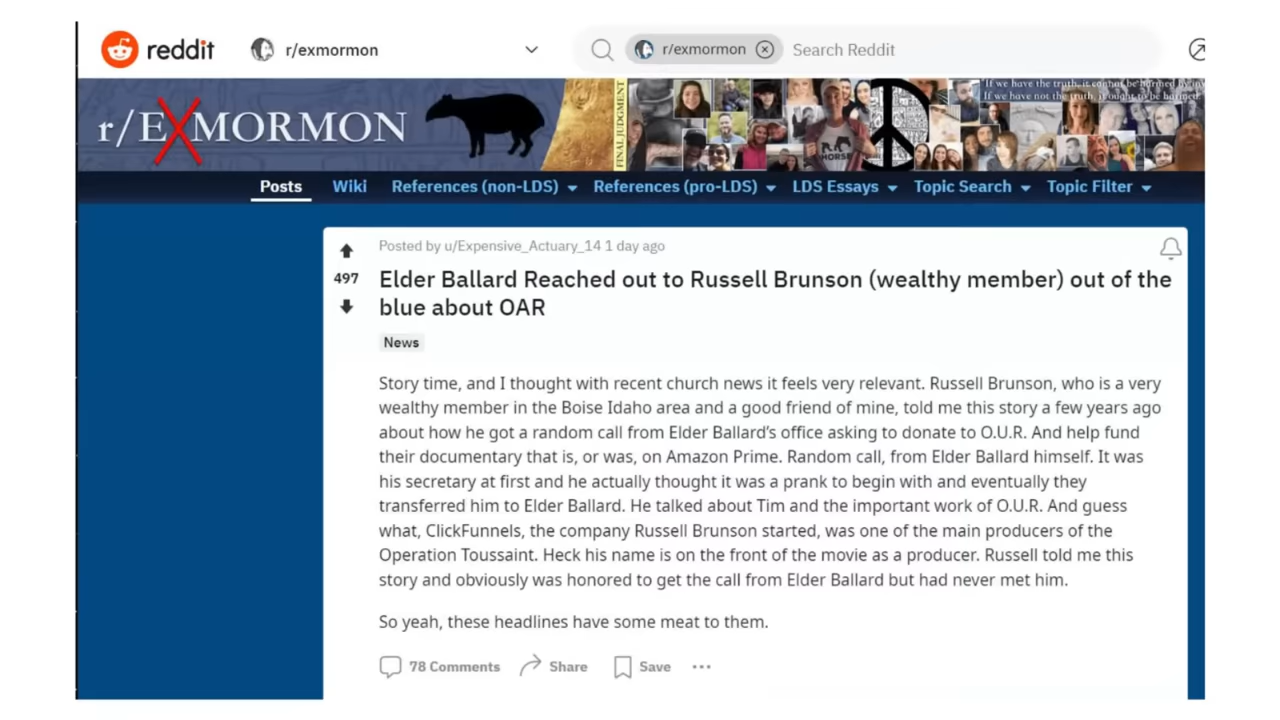 reddit r/exmormon r/exmormon Search Reddit
r/EXMORMON
FINAL JUDGMENT
HORSE
"If we have the truth, it cannot be harmed by
If we have not the truth, it ought to be harmed.
Posts Wiki References (non-LDS) References (pro-LDS) LDS Essays Topic Search Topic Filter
Posted by u/Expensive_Actuary_14 1 day ago
497
Elder Ballard Reached out to Russell Brunson (wealthy member) out of the
blue about OAR
News
Story time, and I thought with recent church news it feels very relevant. Russell Brunson, who is a very
wealthy member in the Boise Idaho area and a good friend of mine, told me this story a few years ago
about how he got a random call from Elder Ballard's office asking to donate to O.U.R. And help fund
their documentary that is, or was, on Amazon Prime. Random call, from Elder Ballard himself. It was
his secretary at first and he actually thought it was a prank to begin with and eventually they
transferred him to Elder Ballard. He talked about Tim and the important work of O.U.R. And guess
what, ClickFunnels, the company Russell Brunson started, was one of the main producers of the
Operation Toussaint. Heck his name is on the front of the movie as a producer. Russell told me this
story and obviously was honored to get the call from Elder Ballard but had never met him.
So yeah, these headlines have some meat to them.
78 Comments Share Save